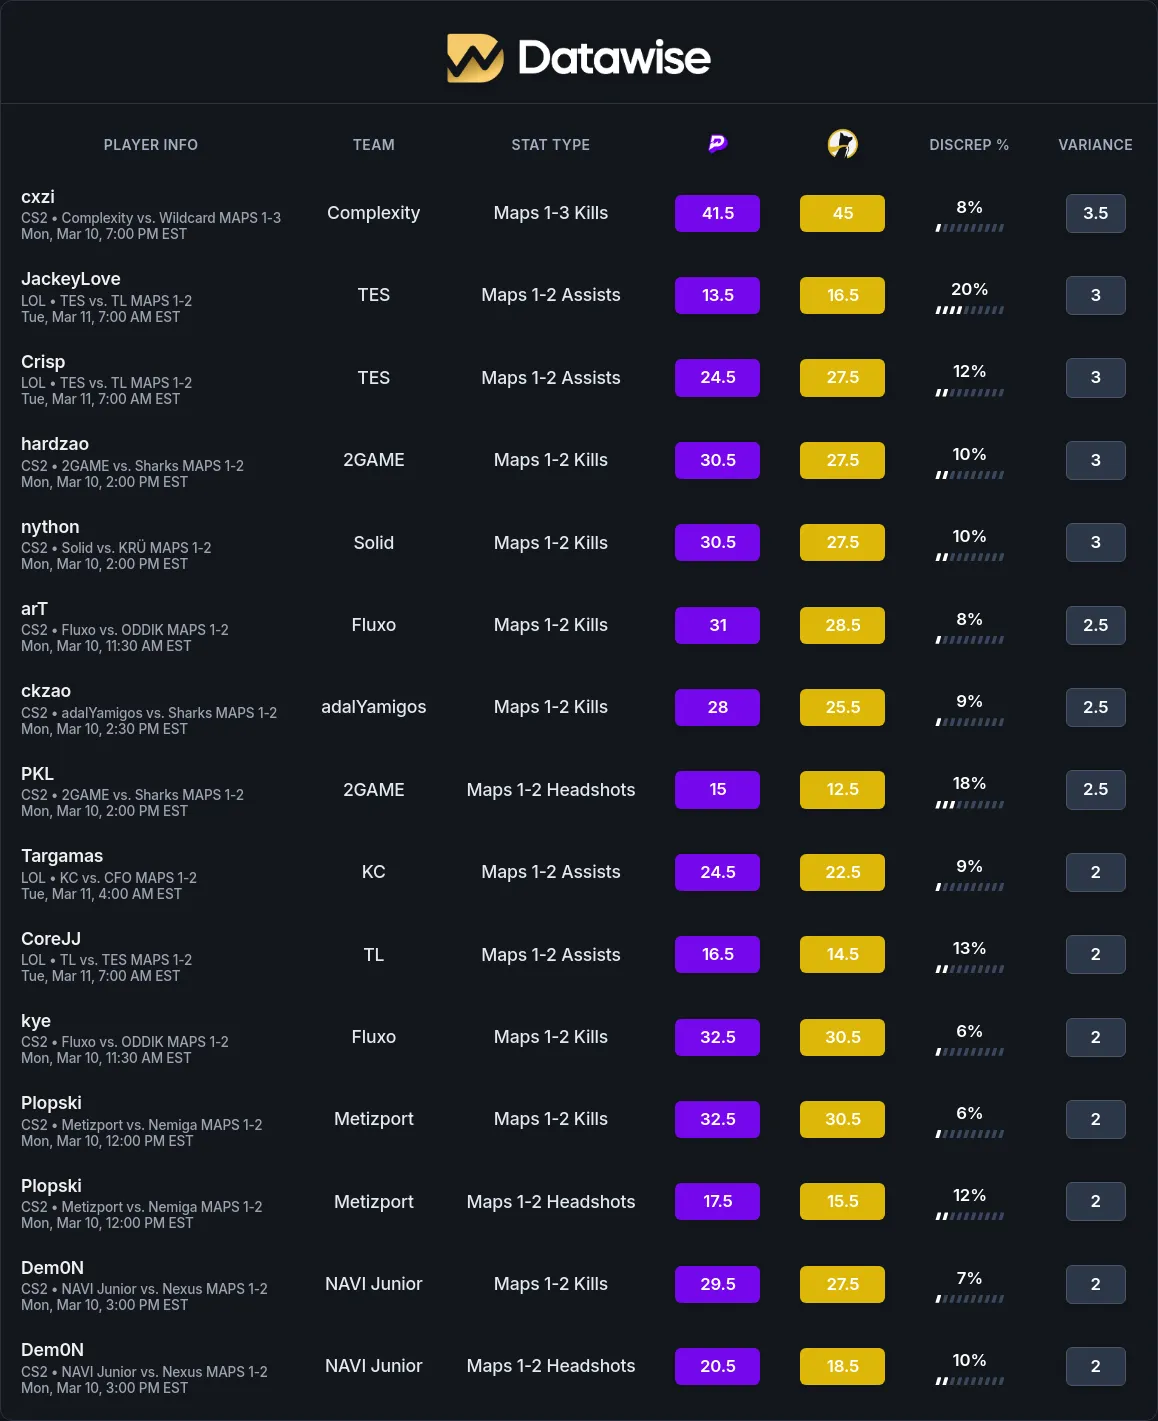 Datawise
PLAYER INFO TEAM STAT TYPE P DISCREP % VARIANCE
cxzi
CS2 • Complexity vs. Wildcard MAPS 1-3
Mon, Mar 10, 7:00 PM EST
Complexity Maps 1-3 Kills 41.5 45 8% 3.5
JackeyLove
LOL • TES vs. TL MAPS 1-2
Tue, Mar 11, 7:00 AM EST
TES Maps 1-2 Assists 13.5 16.5 20% 3
Crisp
LOL • TES vs. TL MAPS 1-2
Tue, Mar 11, 7:00 AM EST
TES Maps 1-2 Assists 24.5 27.5 12% 3
hardzao
CS2 • 2GAME vs. Sharks MAPS 1-2
Mon, Mar 10, 2:00 PM EST
2GAME Maps 1-2 Kills 30.5 27.5 10% 3
nython
CS2 • Solid vs. KRÜ MAPS 1-2
Mon, Mar 10, 2:00 PM EST
Solid Maps 1-2 Kills 30.5 27.5 10% 3
arT
CS2 • Fluxo vs. ODDIK MAPS 1-2
Mon, Mar 10, 11:30 AM EST
Fluxo Maps 1-2 Kills 31 28.5 8% 2.5
ckzao
CS2 • adalYamigos vs. Sharks MAPS 1-2
Mon, Mar 10, 2:30 PM EST
adalYamigos Maps 1-2 Kills 28 25.5 9% 2.5
PKL
CS2 • 2GAME vs. Sharks MAPS 1-2
Mon, Mar 10, 2:00 PM EST
2GAME Maps 1-2 Headshots 15 12.5 18% 2.5
Targamas
LOL • KC vs. CFO MAPS 1-2
Tue, Mar 11, 4:00 AM EST
KC Maps 1-2 Assists 24.5 22.5 9% 2
CoreJJ
LOL • TL vs. TES MAPS 1-2
Tue, Mar 11, 7:00 AM EST
TL Maps 1-2 Assists 16.5 14.5 13% 2
kye
CS2 • Fluxo vs. ODDIK MAPS 1-2
Mon, Mar 10, 11:30 AM EST
Fluxo Maps 1-2 Kills 32.5 30.5 6% 2
Plopski
CS2 • Metizport vs. Nemiga MAPS 1-2
Mon, Mar 10, 12:00 PM EST
Metizport Maps 1-2 Kills 32.5 30.5 6% 2
Plopski
CS2 • Metizport vs. Nemiga MAPS 1-2
Mon, Mar 10, 12:00 PM EST
Metizport Maps 1-2 Headshots 17.5 15.5 12% 2
Dem0N
CS2 • NAVI Junior vs. Nexus MAPS 1-2
Mon, Mar 10, 3:00 PM EST
NAVI Junior Maps 1-2 Kills 29.5 27.5 7% 2
Dem0N
CS2 • NAVI Junior vs. Nexus MAPS 1-2
Mon, Mar 10, 3:00 PM EST
NAVI Junior Maps 1-2 Headshots 20.5 18.5 10% 2